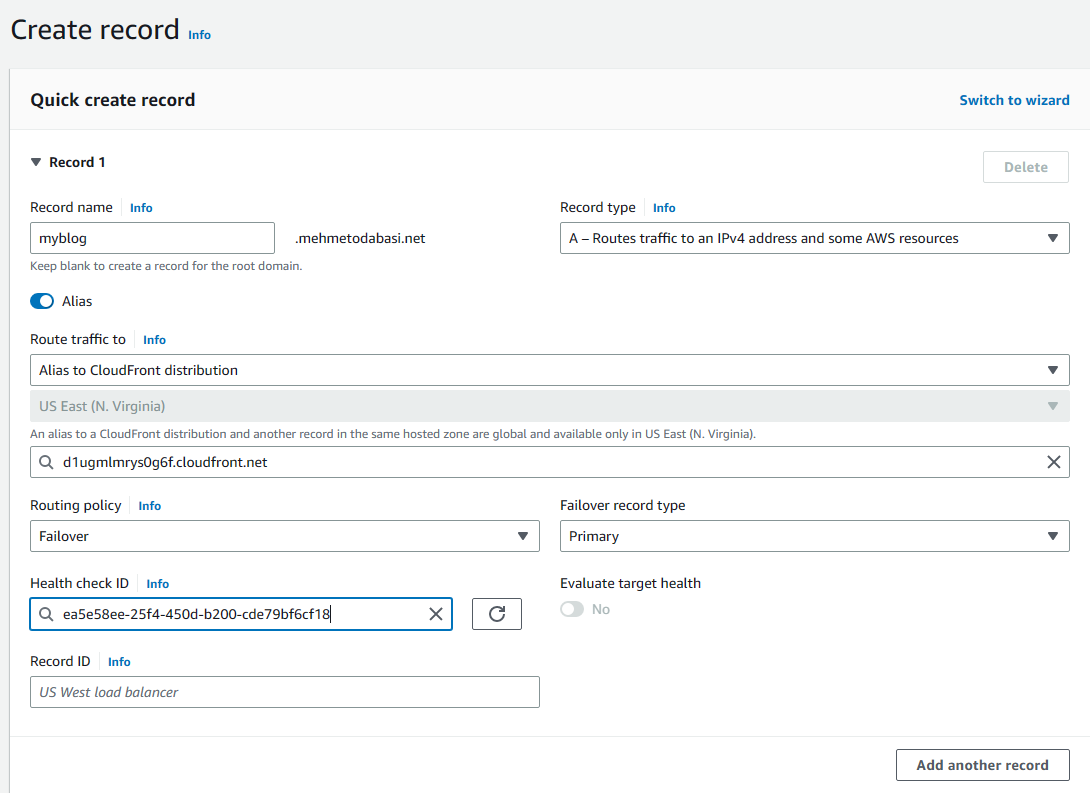 Create record Info
Quick create record
Switch to wizard
Record 1
Delete
Record name Info
Record type Info
myblog
.mehmetodabasi.net
A – Routes traffic to an IPv4 address and some AWS resources
Keep blank to create a record for the root domain.
Alias
Route traffic to Info
Alias to CloudFront distribution
US East (N. Virginia)
An alias to a CloudFront distribution and another record in the same hosted zone are global and available only in US East (N. Virginia).
d1ugmlmrys0g6f.cloudfront.net
Routing policy Info
Failover record type
Failover
Primary
Health check ID Info
Evaluate target health
ea5e58ee-25f4-450d-b200-cde79bf6cf18
No
Record ID Info
US West load balancer
Add another record